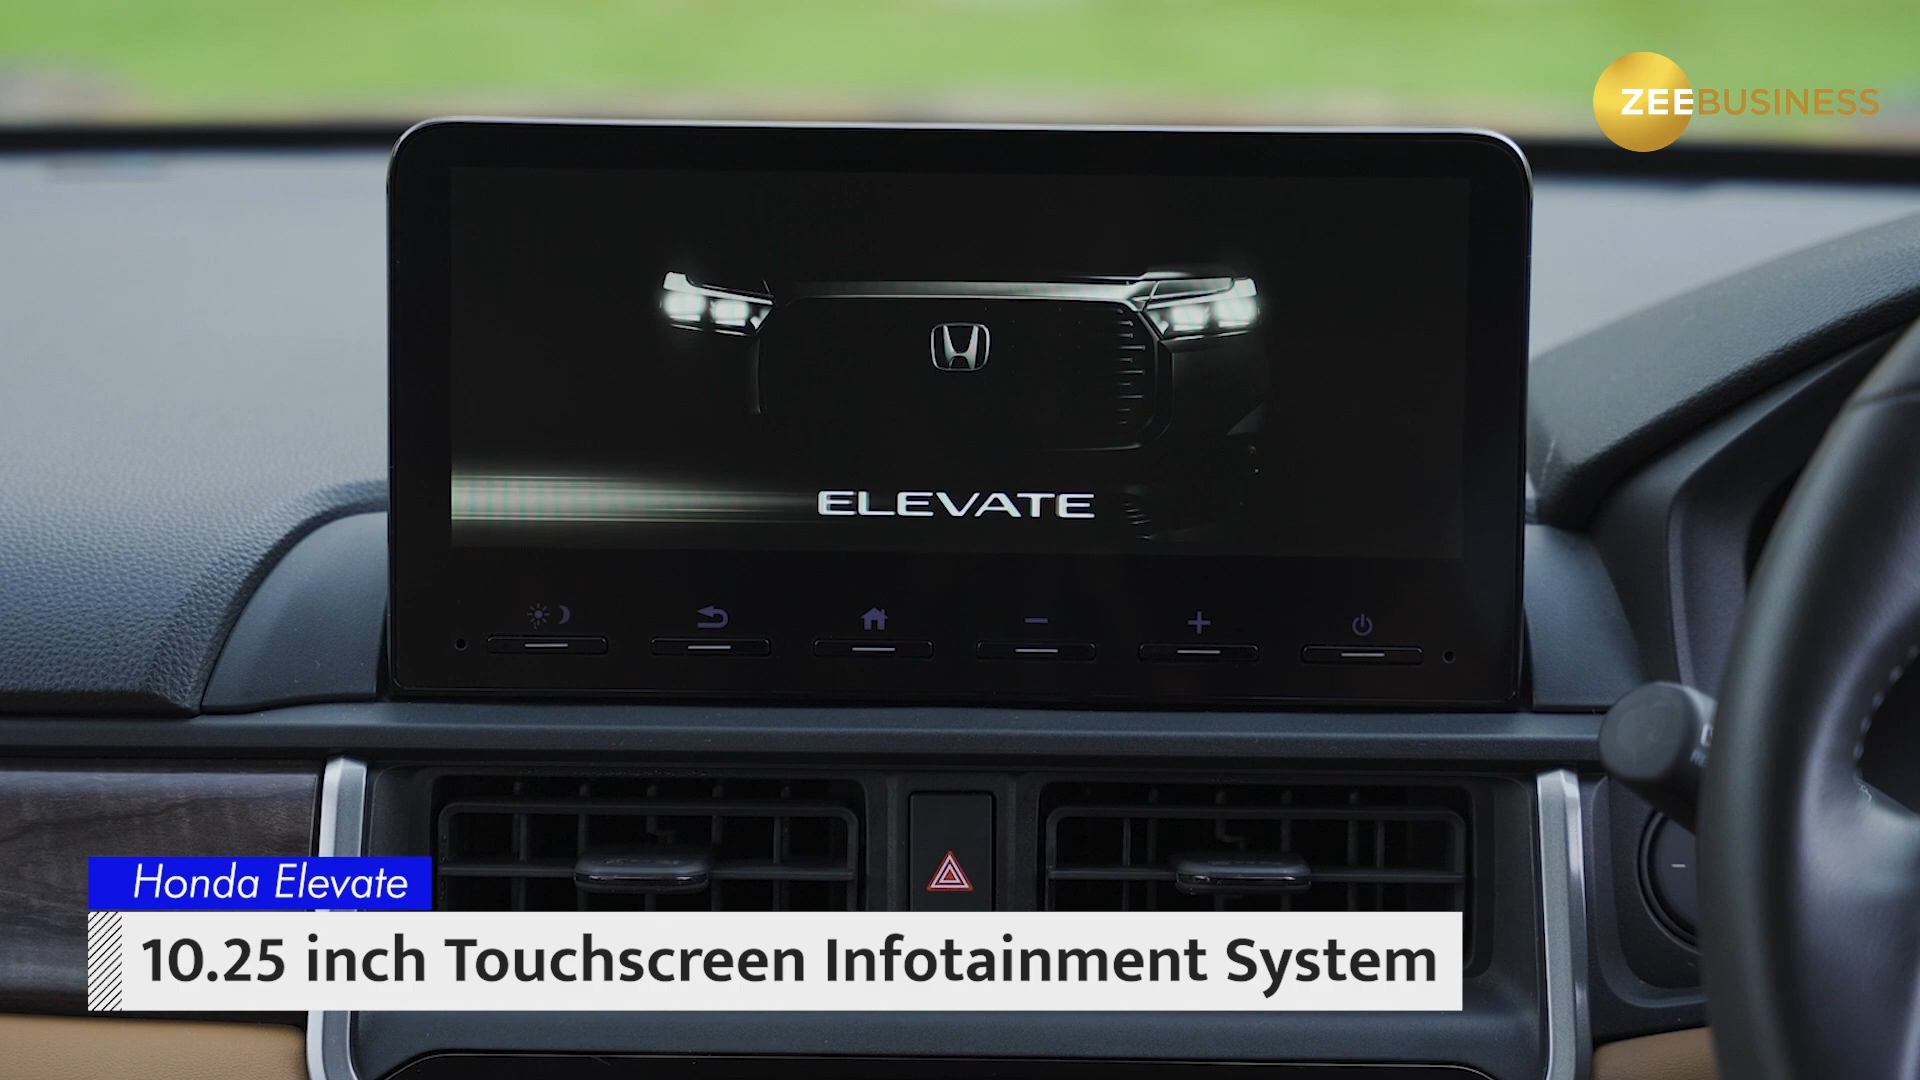 ZEEBUSINESS
ELEVATE
Honda Elevate
10.25 inch Touchscreen Infotainment System